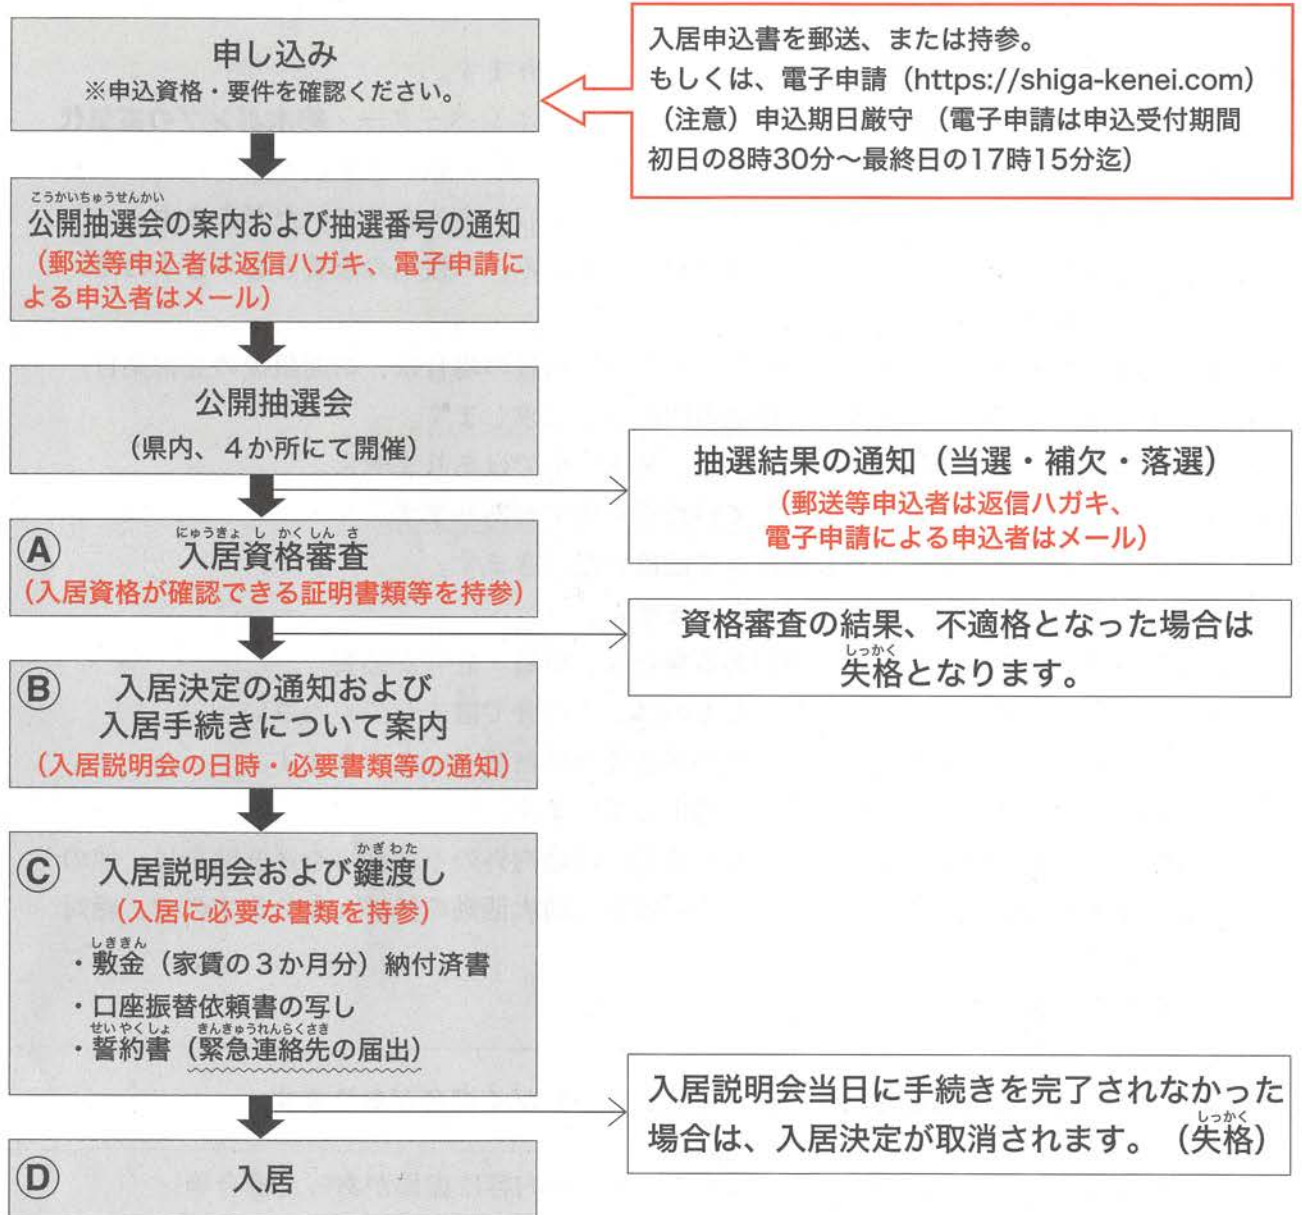 申し込み
※申込資格・要件を確認ください。
入居申込書を郵送、または持参。
もしくは、電子申請（https://shiga-kenei.com）
（注意）申込期日厳守 （電子申請は申込受付期間
初日の8時30分～最終日の17時15分迄）
こうかいちゅうせんかい
公開抽選会の案内および抽選番号の通知
（郵送等申込者は返信ハガキ、電子申請に
よる申込者はメール）
公開抽選会
（県内、４か所にて開催）
抽選結果の通知（当選・補欠・落選）
（郵送等申込者は返信ハガキ、
電子申請による申込者はメール）
Ⓐ
にゅうきょ し かくしん さ
入居資格審査
（入居資格が確認できる証明書類等を持参）
資格審査の結果、不適格となった場合は
しっかく
失格となります。
Ⓑ 入居決定の通知および
入居手続きについて案内
（入居説明会の日時・必要書類等の通知）
かぎわた
Ⓒ 入居説明会および鍵渡し
（入居に必要な書類を持参）
しききん
・敷金（家賃の３か月分）納付済書
・口座振替依頼書の写し
せいやくしょ きんきゅうれんらくさき
・誓約書（緊急連絡先の届出）
入居説明会当日に手続きを完了されなかった
しっかく
場合は、入居決定が取消されます。（失格）
Ⓓ 入居